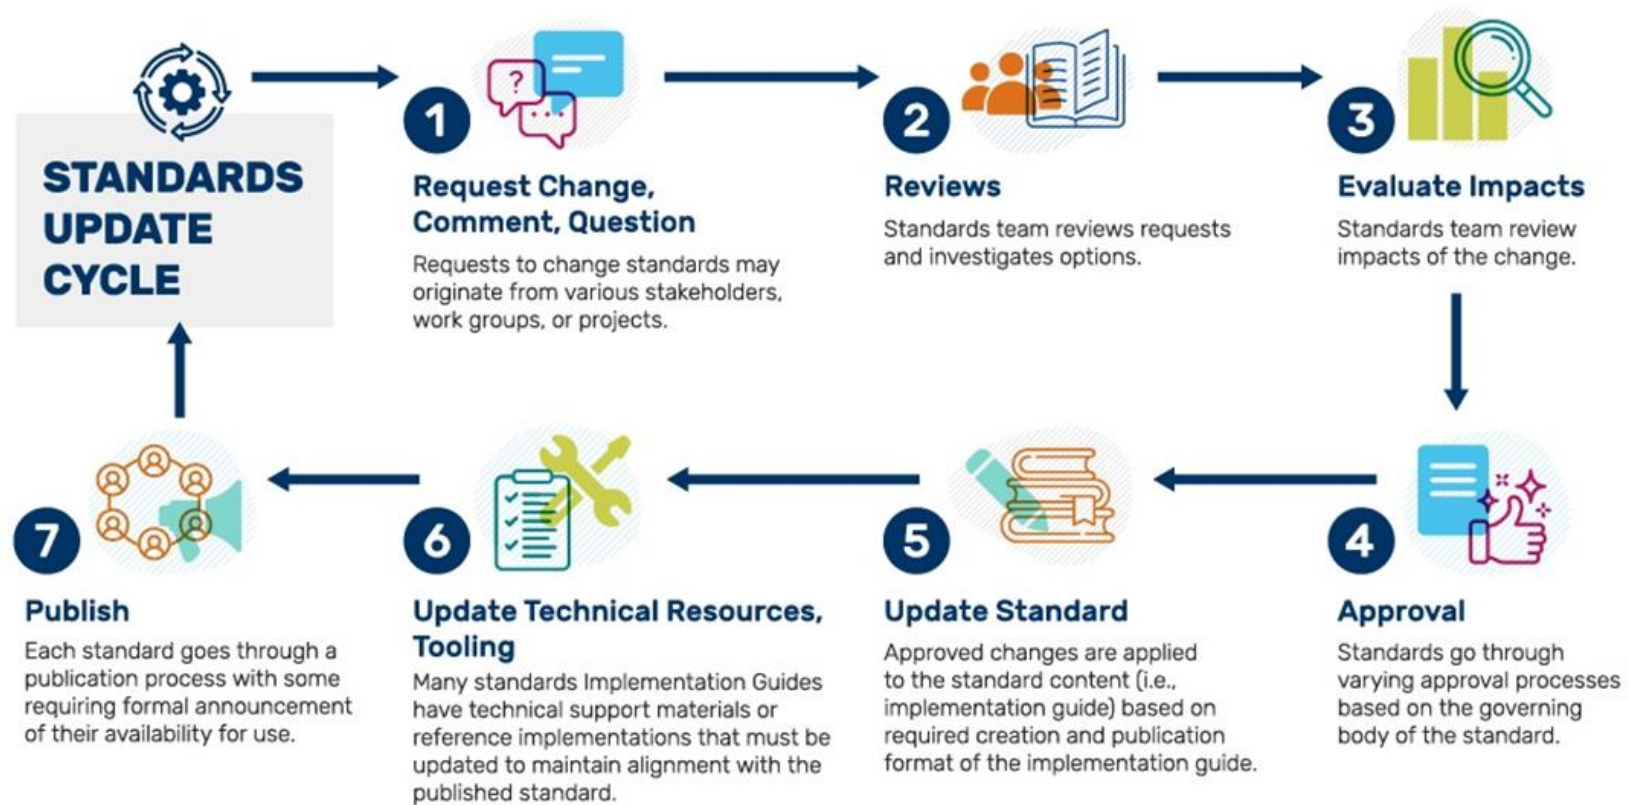 STANDARDS
UPDATE
CYCLE
1
?
Request Change,
Comment, Question
Requests to change standards may
originate from various stakeholders,
work groups, or projects.
2
Reviews
Standards team reviews requests
and investigates options.
3
Evaluate Impacts
Standards team review
impacts of the change.
4
Approval
Standards go through
varying approval processes
based on the governing
body of the standard.
5
Update Standard
Approved changes are applied
to the standard content (i.e.,
implementation guide) based on
required creation and publication
format of the implementation guide.
6
Update Technical Resources,
Tooling
Many standards Implementation Guides
have technical support materials or
reference implementations that must be
updated to maintain alignment with the
published standard.
7
Publish
Each standard goes through a
publication process with some
requiring formal announcement
of their availability for use.